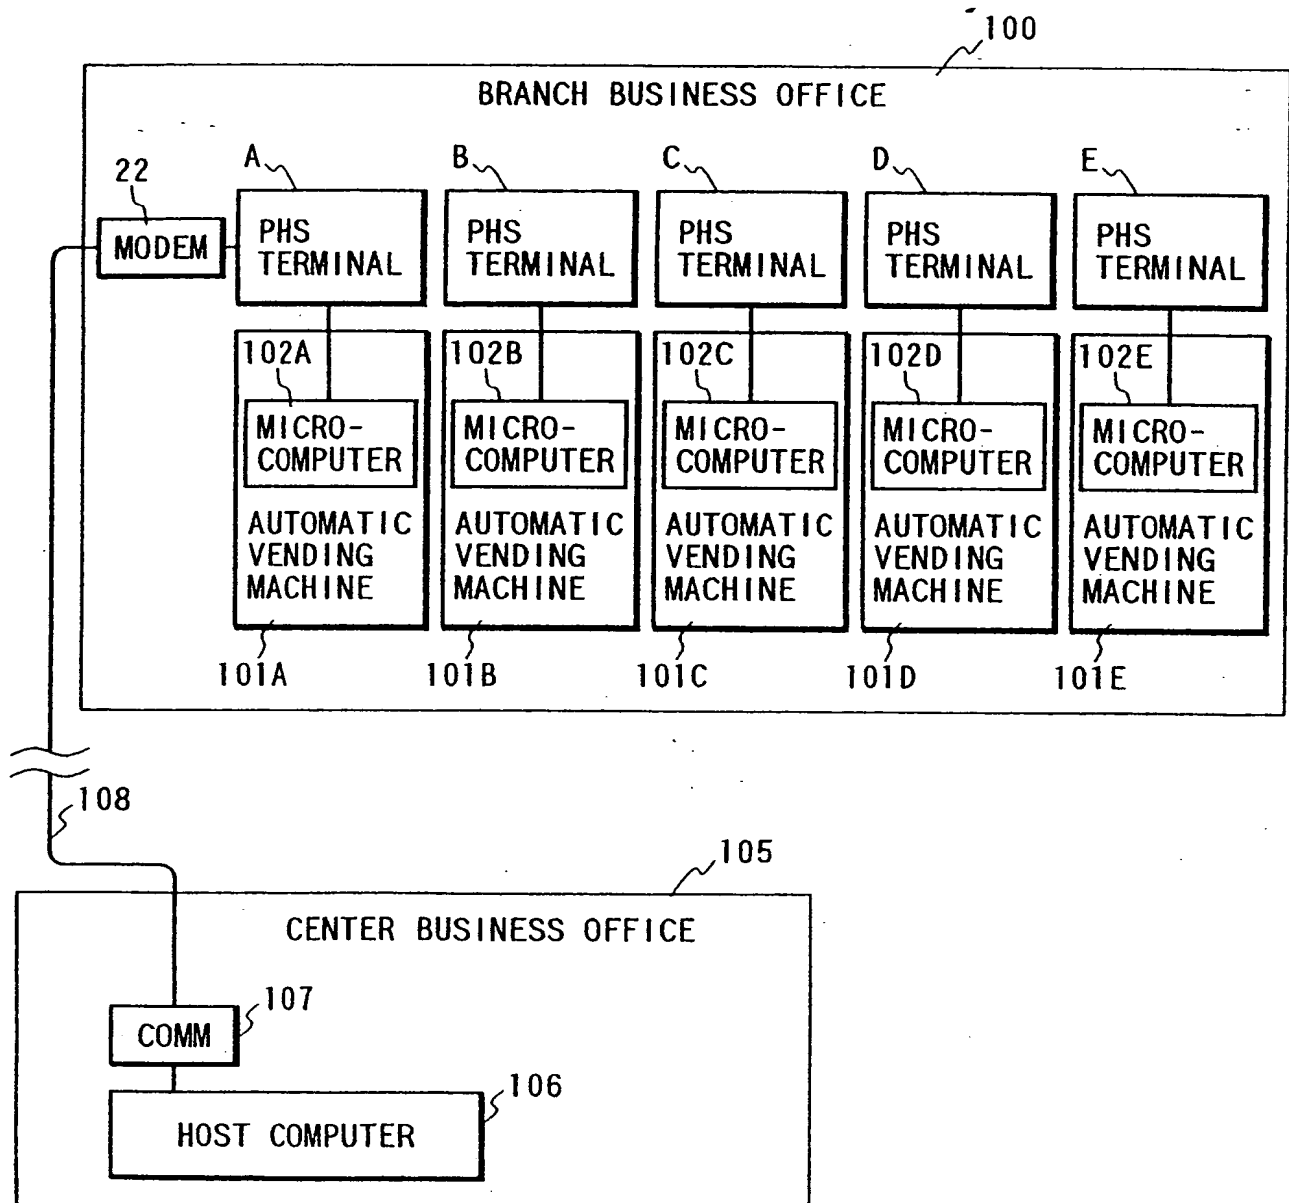 100
BRANCH BUSINESS OFFICE
A
B
C
D
E
22
MODEM
PHS
TERMINAL
PHS
TERMINAL
PHS
TERMINAL
PHS
TERMINAL
PHS
TERMINAL
102A
102B
102C
102D
102E
MICRO-
COMPUTER
MICRO-
COMPUTER
MICRO-
COMPUTER
MICRO-
COMPUTER
MICRO-
COMPUTER
AUTOMATIC
VENDING
MACHINE
AUTOMATIC
VENDING
MACHINE
AUTOMATIC
VENDING
MACHINE
AUTOMATIC
VENDING
MACHINE
AUTOMATIC
VENDING
MACHINE
101A
101B
101C
101D
101E
108
105
CENTER BUSINESS OFFICE
107
COMM
106
HOST COMPUTER